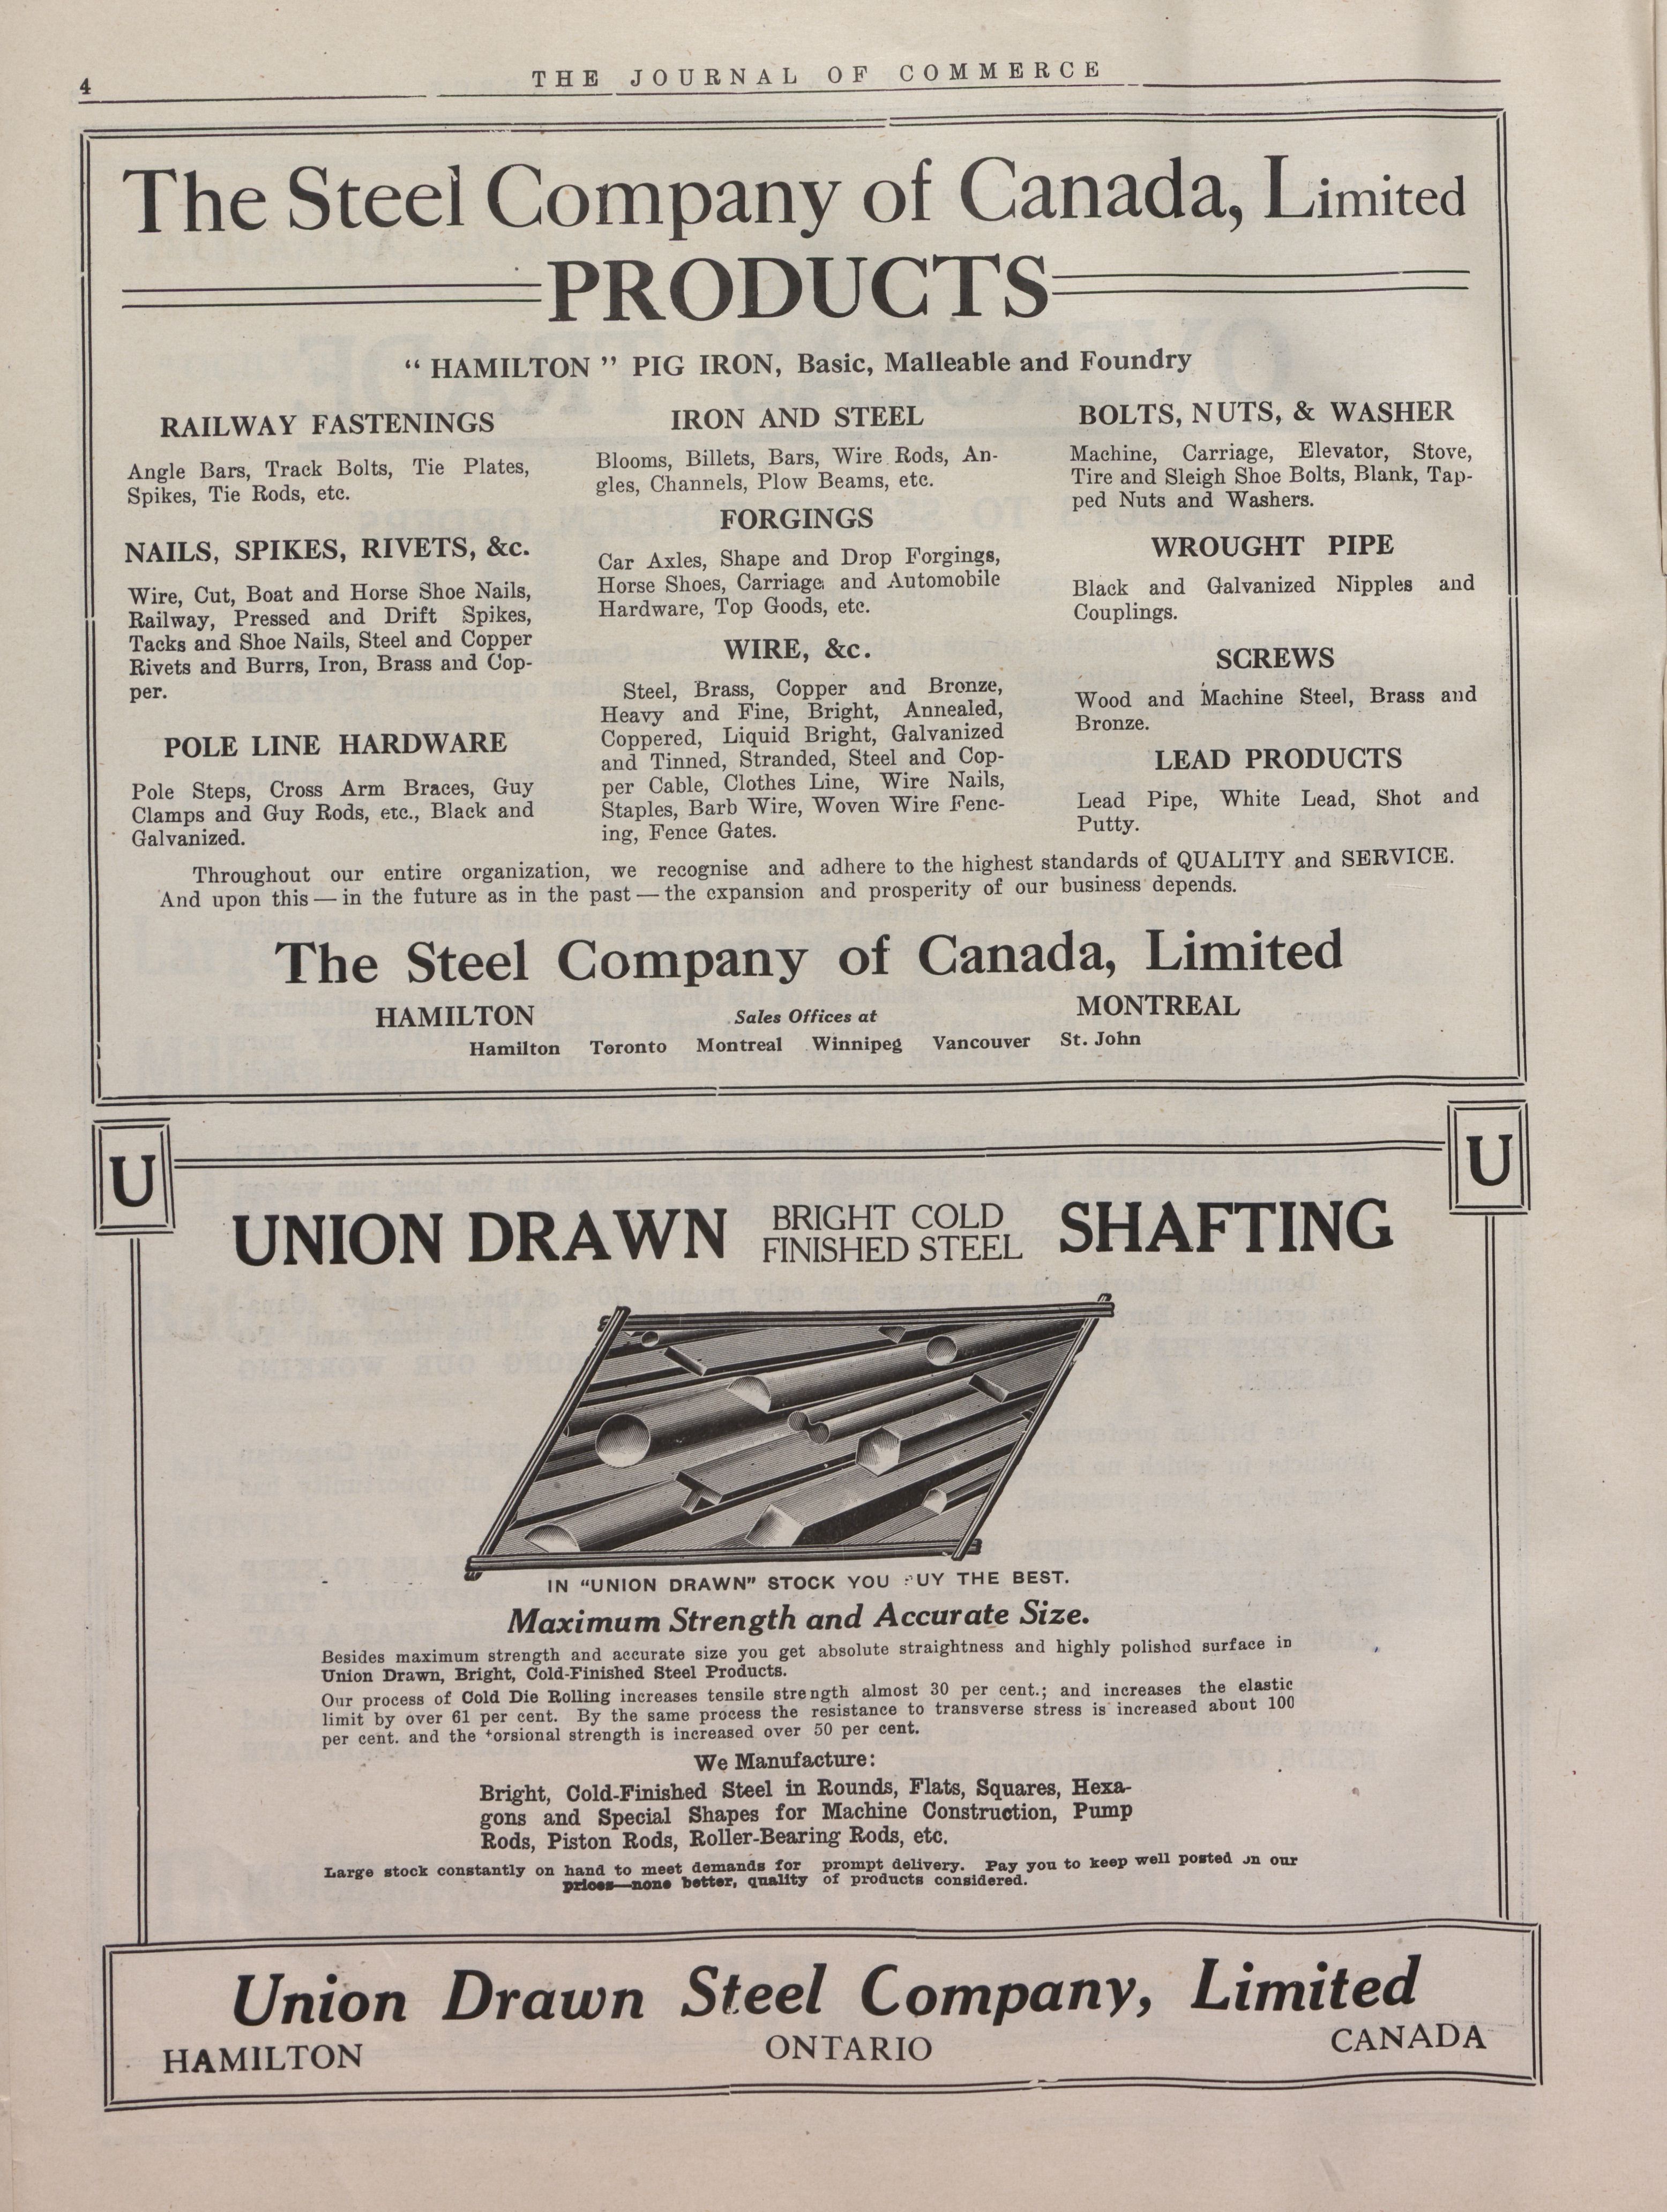 4
THE JOURNAL OF COMMERCE
The Steel Company of Canada, Limited
PRODUCTS
“ HAMILTON ” PIG IRON, Basic, Malleable and Foundry
RAILWAY FASTENINGS
Angle Bars, Track Bolts, Tie Plates,
Spikes, Tie Rods, etc.
NAILS, SPIKES, RIVETS, &c.
Wire, Cut, Boat and Horse Shoe Nails,
Railway, Pressed and Drift Spikes,
Tacks and Shoe Nails, Steel and Copper
Rivets and Burrs, Iron, Brass and Cop-
per.
POLE LINE HARDWARE
Pole Steps, Cross Arm Braces, Guy
Clamps and Guy Rods, etc., Black and
Galvanized.
IRON AND STEEL
Blooms, Billets, Bars, Wire Rods, An-
gles, Channels, Plow Beams, etc.
FORGINGS
Car Axles, Shape and Drop Forgings,
Horse Shoes, Carriage and Automobile
Hardware, Top Goods, etc.
WIRE, &c.
Steel, Brass, Copper and Bronze,
Heavy and Fine, Bright, Annealed,
Coppered, Liquid Bright, Galvanized
and Tinned, Stranded, Steel and Cop-
per Cable, Clothes Line, Wire Nails,
Staples, Barb Wire, Woven Wire Fenc-
ing, Fence Gates.
BOLTS, NUTS, & WASHER
Machine, Carriage, Elevator, Stove,
Tire and Sleigh Shoe Bolts, Blank, Tap-
ped Nuts and Washers.
WROUGHT PIPE
Black and Galvanized Nipples and
Couplings.
SCREWS
Wood and Machine Steel, Brass and
Bronze.
LEAD PRODUCTS
Lead Pipe, White Lead, Shot and
Putty.
Throughout our entire organization, we recognise and adhere to the highest standards of QUALITY and SERVICE.
And upon this — in the future as in the past — the expansion and prosperity of our business depends.
The Steel Company of Canada, Limited
HAMILTON Sales Offices at MONTREAL
Hamilton Toronto Montreal Winnipeg Vancouver St. John
U U
UNION DRAWN BRIGHT COLD FINISHED STEEL SHAFTING
IN “UNION DRAWN” STOCK YOU BUY THE BEST.
Maximum Strength and Accurate Size.
Besides maximum strength and accurate size you get absolute straightness and highly polished surface in
Union Drawn, Bright, Cold-Finished Steel Products.
Our process of Cold Die Rolling increases tensile strength almost 30 per cent.; and increases the elastic
limit by over 61 per cent. By the same process the resistance to transverse stress is increased about 100
per cent. and the torsional strength is increased over 50 per cent.
We Manufacture:
Bright, Cold-Finished Steel in Rounds, Flats, Squares, Hexa-
gons and Special Shapes for Machine Construction, Pump
Rods, Piston Rods, Roller-Bearing Rods, etc.
Large stock constantly on hand to meet demands for prompt delivery. Pay you to keep well posted on our
prices—none better, quality of products considered.
Union Drawn Steel Company, Limited
HAMILTON ONTARIO CANADA